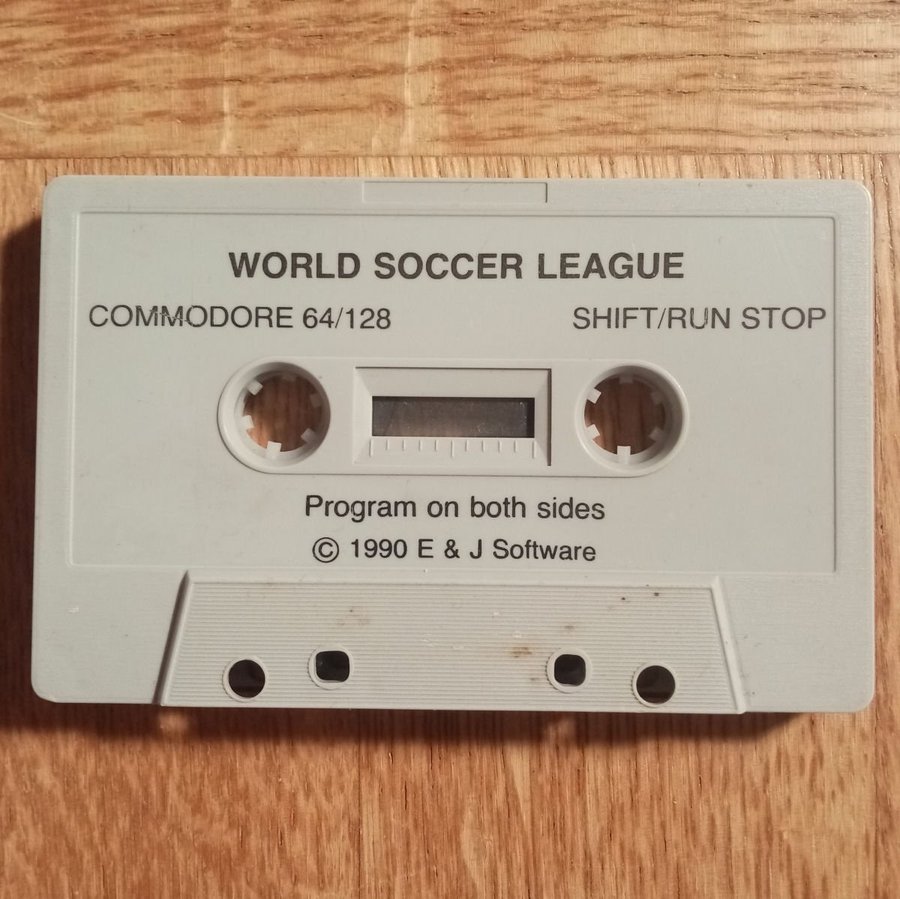 WORLD SOCCER LEAGUE
COMMODORE 64/128 SHIFT/RUN STOP
Program on both sides
© 1990 E & J Software